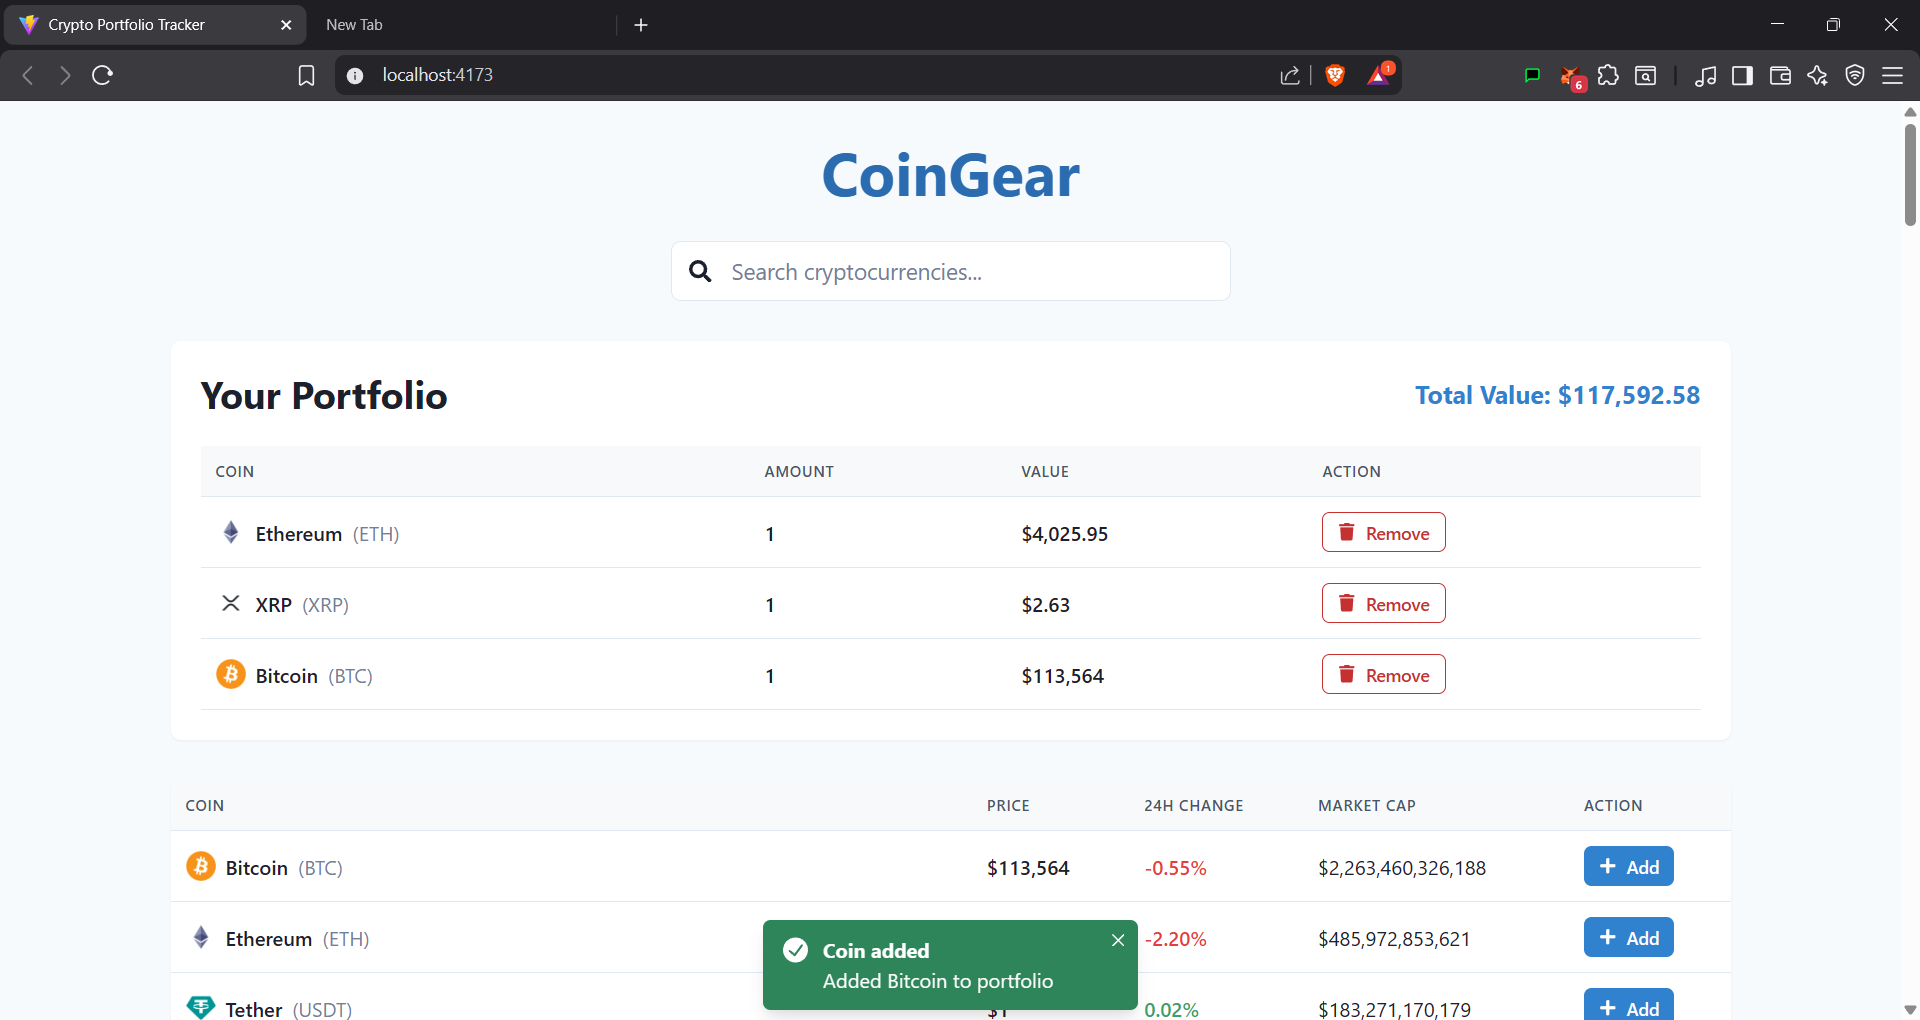 Crypto Portfolio Tracker
New Tab
localhost:4173
1
6
CoinGear
Search cryptocurrencies...
Your Portfolio
Total Value: $117,592.58
COIN AMOUNT VALUE ACTION
Ethereum (ETH) 1 $4,025.95 Remove
XRP (XRP) 1 $2.63 Remove
Bitcoin (BTC) 1 $113,564 Remove
COIN PRICE 24H CHANGE MARKET CAP ACTION
Bitcoin (BTC) $113,564 -0.55% $2,263,460,326,188 Add
Ethereum (ETH) -2.20% $485,972,853,621 Add
Coin added
Added Bitcoin to portfolio
Tether (USDT) $1 0.02% $183,271,170,179 Add